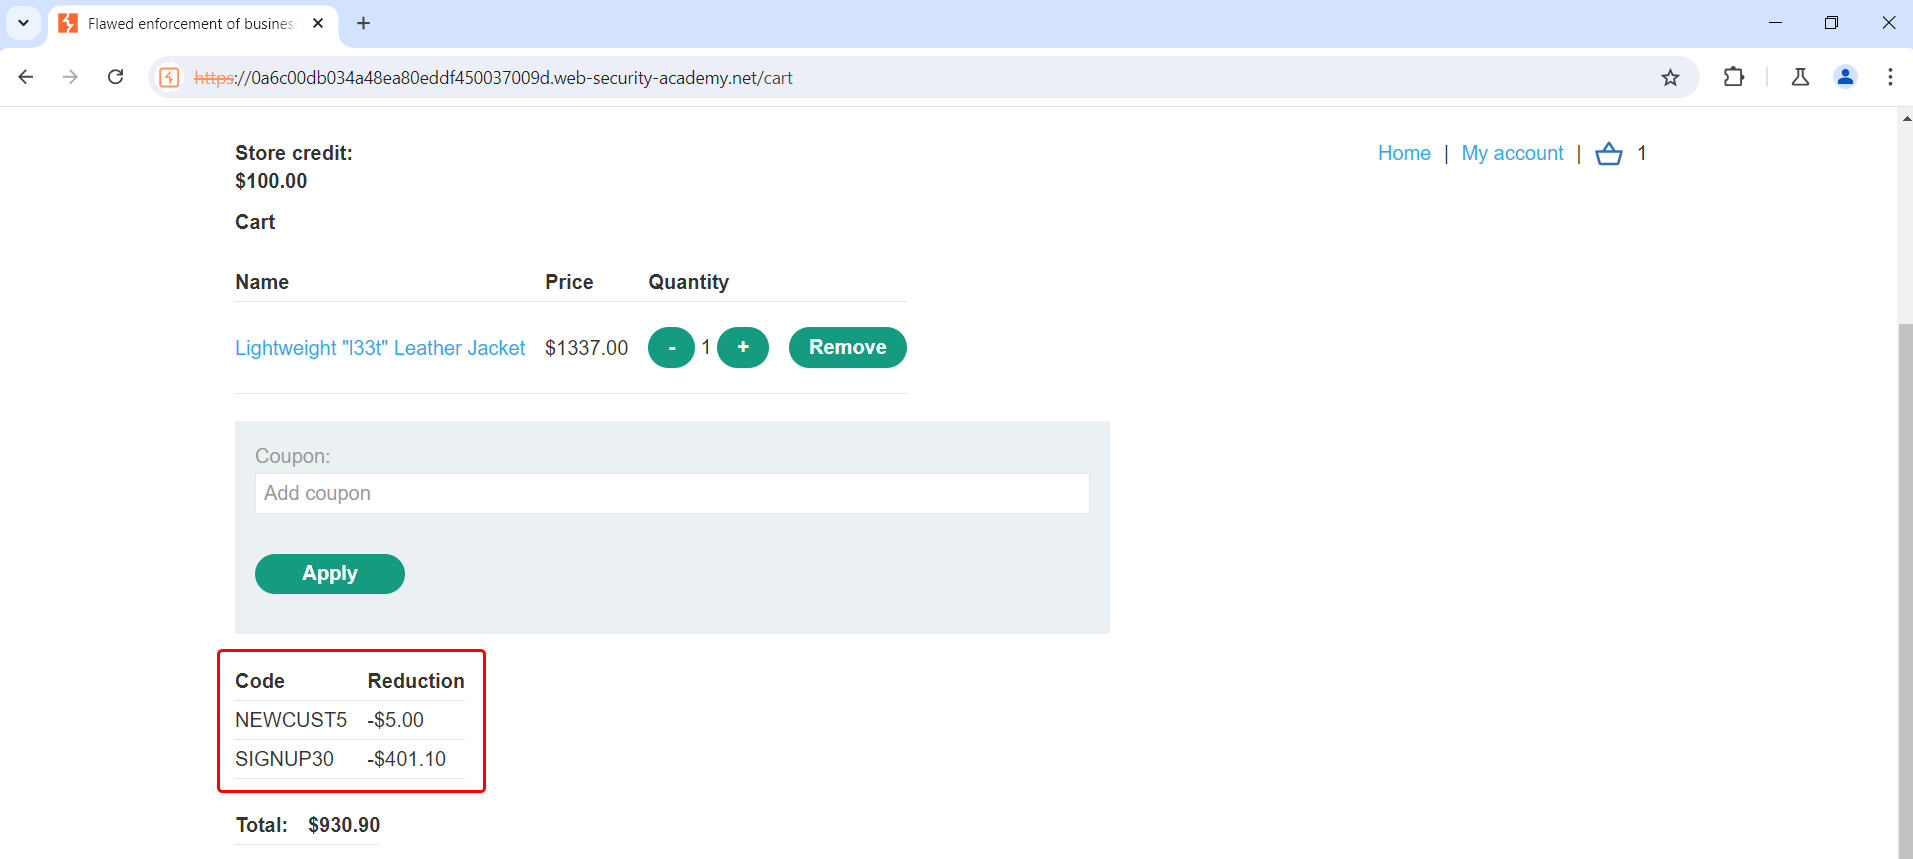 Flawed enforcement of busines
https://0a6c00db034a48ea80eddf450037009d.web-security-academy.net/cart
Store credit:
$100.00
Home | My account | 1
Cart
Name Price Quantity
Lightweight "l33t" Leather Jacket $1337.00 - 1 + Remove
Coupon:
Add coupon
Apply
Code Reduction
NEWCUST5 -$5.00
SIGNUP30 -$401.10
Total: $930.90